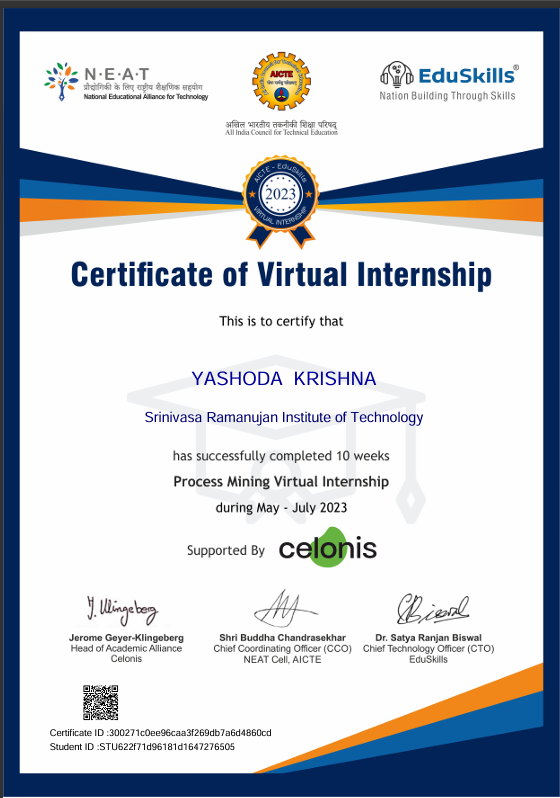 N·E·A·T
प्रौद्योगिकी के लिए राष्ट्रीय शैक्षणिक सहयोग
National Educational Alliance for Technology
AICTE
अखिल भारतीय तकनीकी शिक्षा परिषद्
All India Council for Technical Education
EduSkills®
Nation Building Through Skills
AICTE - EduSkills
2023
VIRTUAL INTERNSHIP
Certificate of Virtual Internship
This is to certify that
YASHODA KRISHNA
Srinivasa Ramanujan Institute of Technology
has successfully completed 10 weeks
Process Mining Virtual Internship
during May - July 2023
Supported By celonis
Jerome Geyer-Klingeberg
Head of Academic Alliance
Celonis
Shri Buddha Chandrasekhar
Chief Coordinating Officer (CCO)
NEAT Cell, AICTE
Dr. Satya Ranjan Biswal
Chief Technology Officer (CTO)
EduSkills
Certificate ID :300271c0ee96caa3f269db7a6d4860cd
Student ID :STU622f71d96181d1647276505